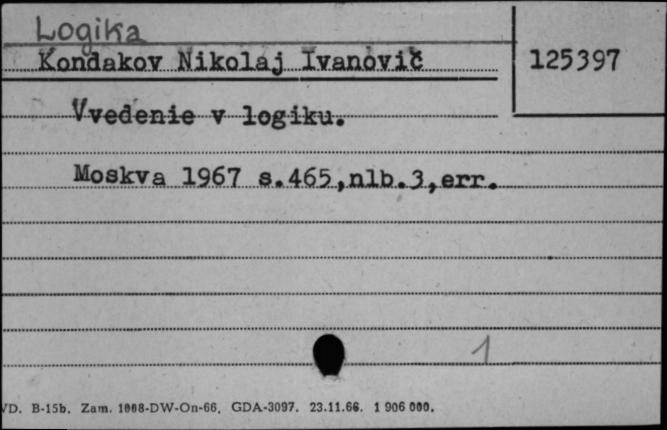 Logika
Kondakov Nikolaj Ivanovič
125397
Vvedenie v logiku.
Moskva 1967 s.465,nlb.3,err.
1
VD. B-15b. Zam. 1008-DW-On-66, GDA-3097. 23.11.66. 1 906 000.